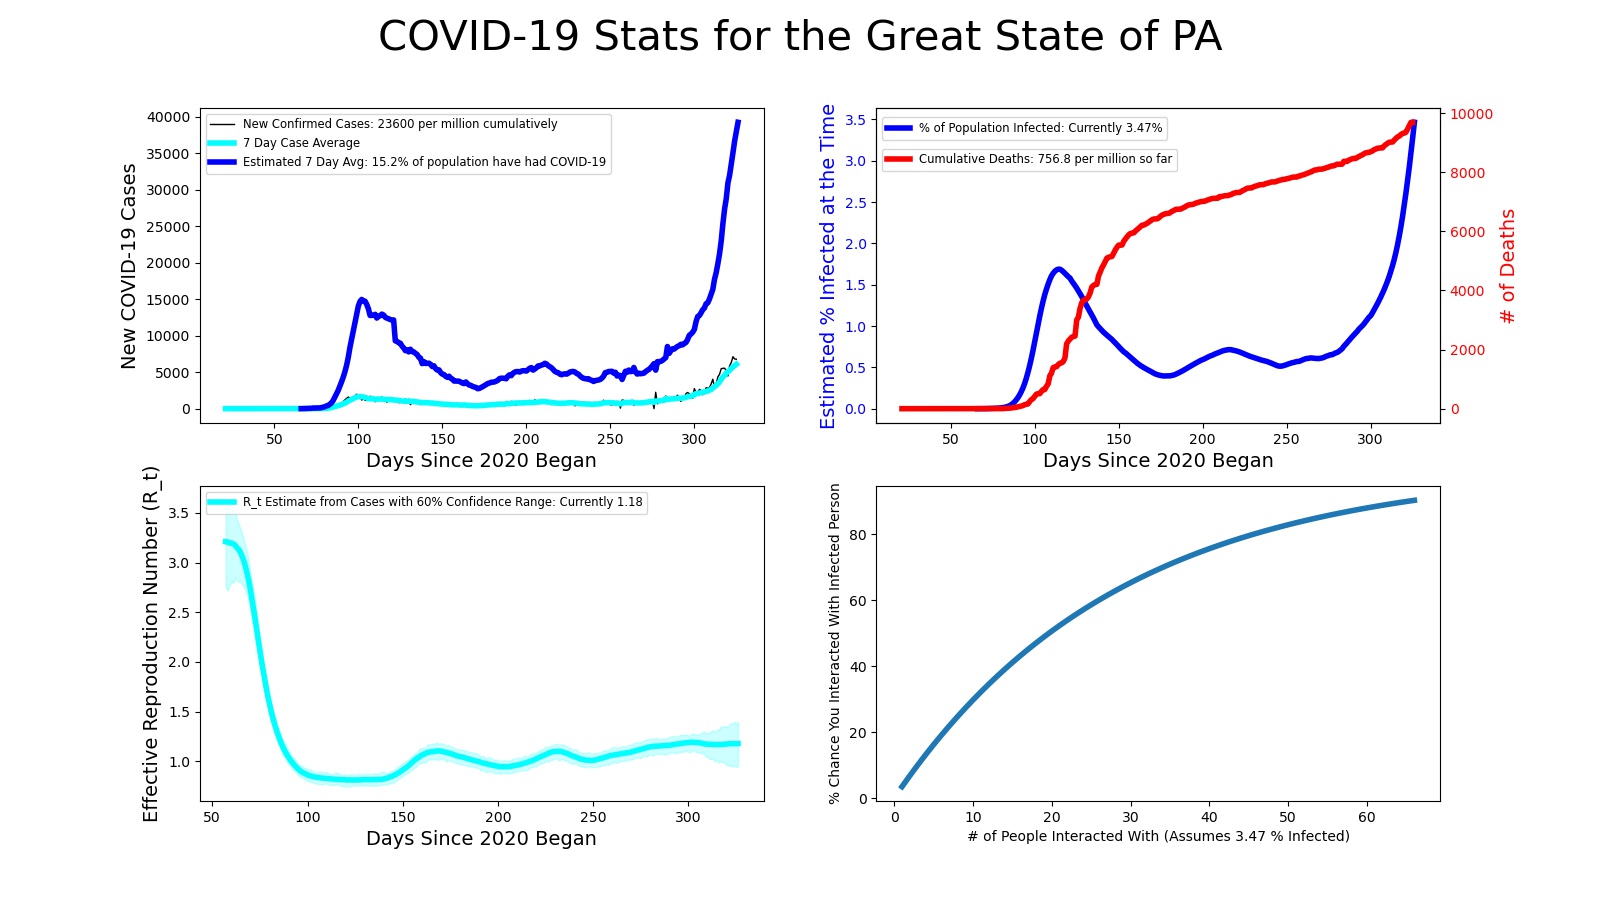 COVID-19 Stats for the Great State of PA
New COVID-19 Cases
40000
35000
30000
25000
20000
15000
10000
5000
0
New Confirmed Cases: 23600 per million cumulatively
7 Day Case Average
Estimated 7 Day Avg: 15.2% of population have had COVID-19
50 100 150 200 250 300
Days Since 2020 Began
Estimated % Infected at the Time
3.5
3.0
2.5
2.0
1.5
1.0
0.5
0.0
% of Population Infected: Currently 3.47%
Cumulative Deaths: 756.8 per million so far
10000
8000
6000
4000
2000
0
# of Deaths
50 100 150 200 250 300
Days Since 2020 Began
Effective Reproduction Number (R_t)
3.5
3.0
2.5
2.0
1.5
1.0
R_t Estimate from Cases with 60% Confidence Range: Currently 1.18
50 100 150 200 250 300
Days Since 2020 Began
% Chance You Interacted With Infected Person
80
60
40
20
0
0 10 20 30 40 50 60
# of People Interacted With (Assumes 3.47 % Infected)